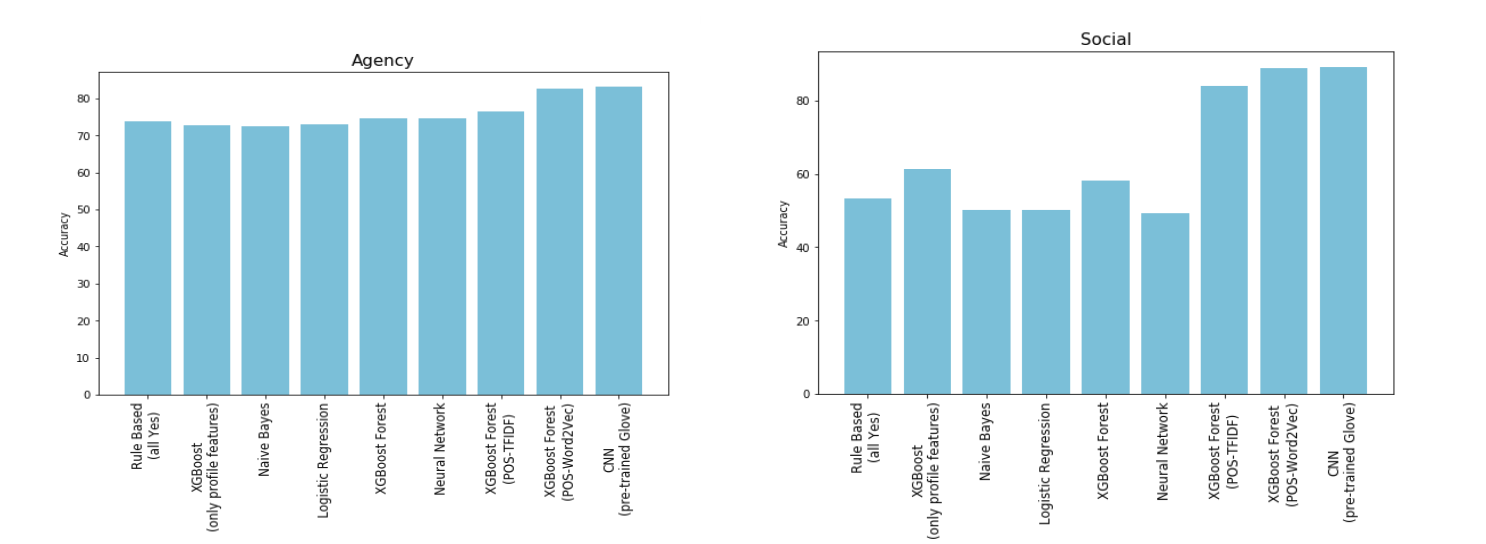 Agency
Accuracy
80
70
60
50
40
30
20
10
0
Rule Based
(all Yes)
XGBoost
(only profile features)
Naive Bayes
Logistic Regression
XGBoost Forest
Neural Network
XGBoost Forest
(POS-TFIDF)
XGBoost Forest
(POS-Word2Vec)
CNN
(pre-trained Glove)
Social
Accuracy
80
60
40
20
0
Rule Based
(all Yes)
XGBoost
(only profile features)
Naive Bayes
Logistic Regression
XGBoost Forest
Neural Network
XGBoost Forest
(POS-TFIDF)
XGBoost Forest
(POS-Word2Vec)
CNN
(pre-trained Glove)